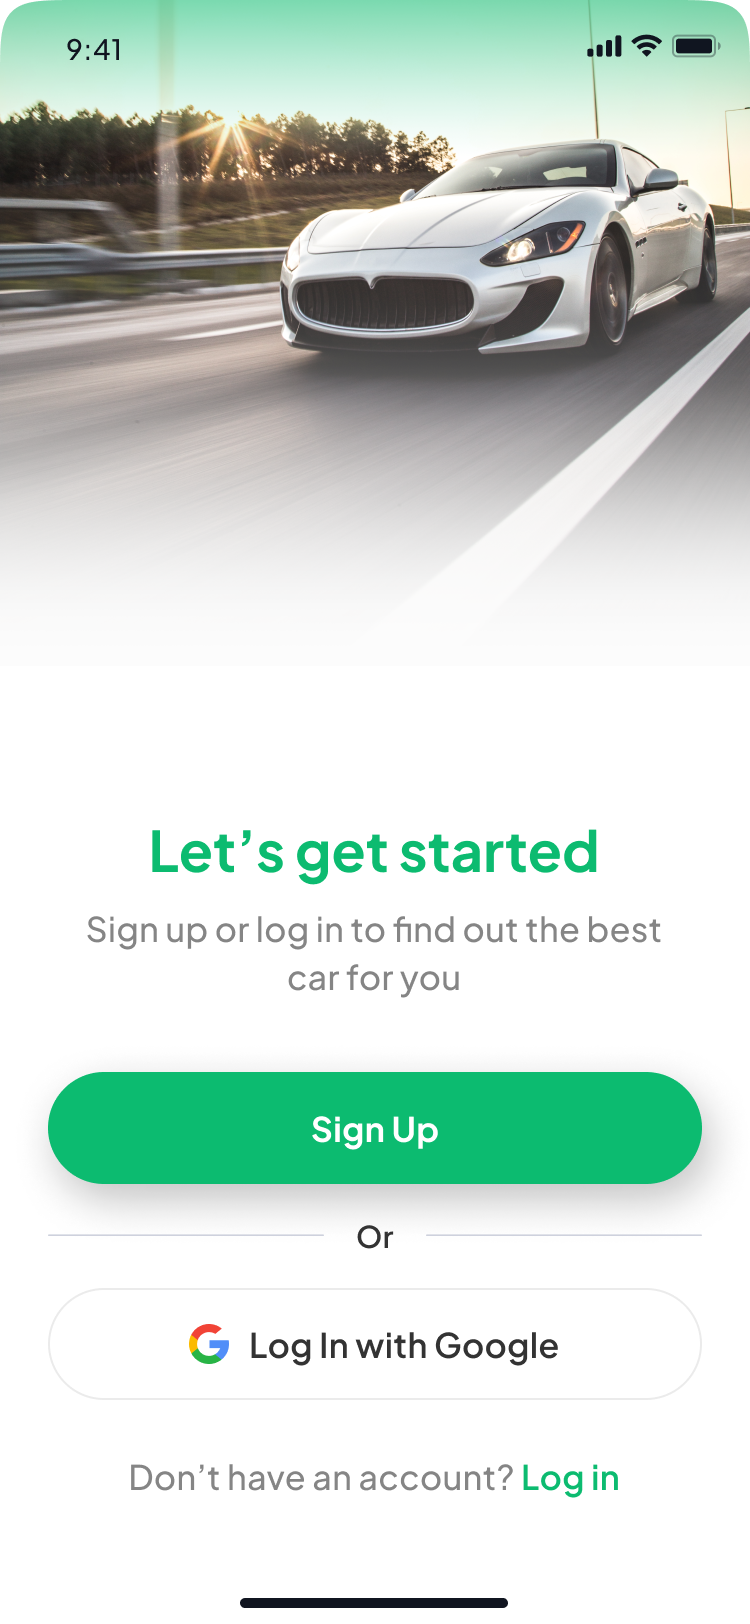 9:41
Let’s get started
Sign up or log in to find out the best
car for you
Sign Up
Or
Log In with Google
Don’t have an account? Log in